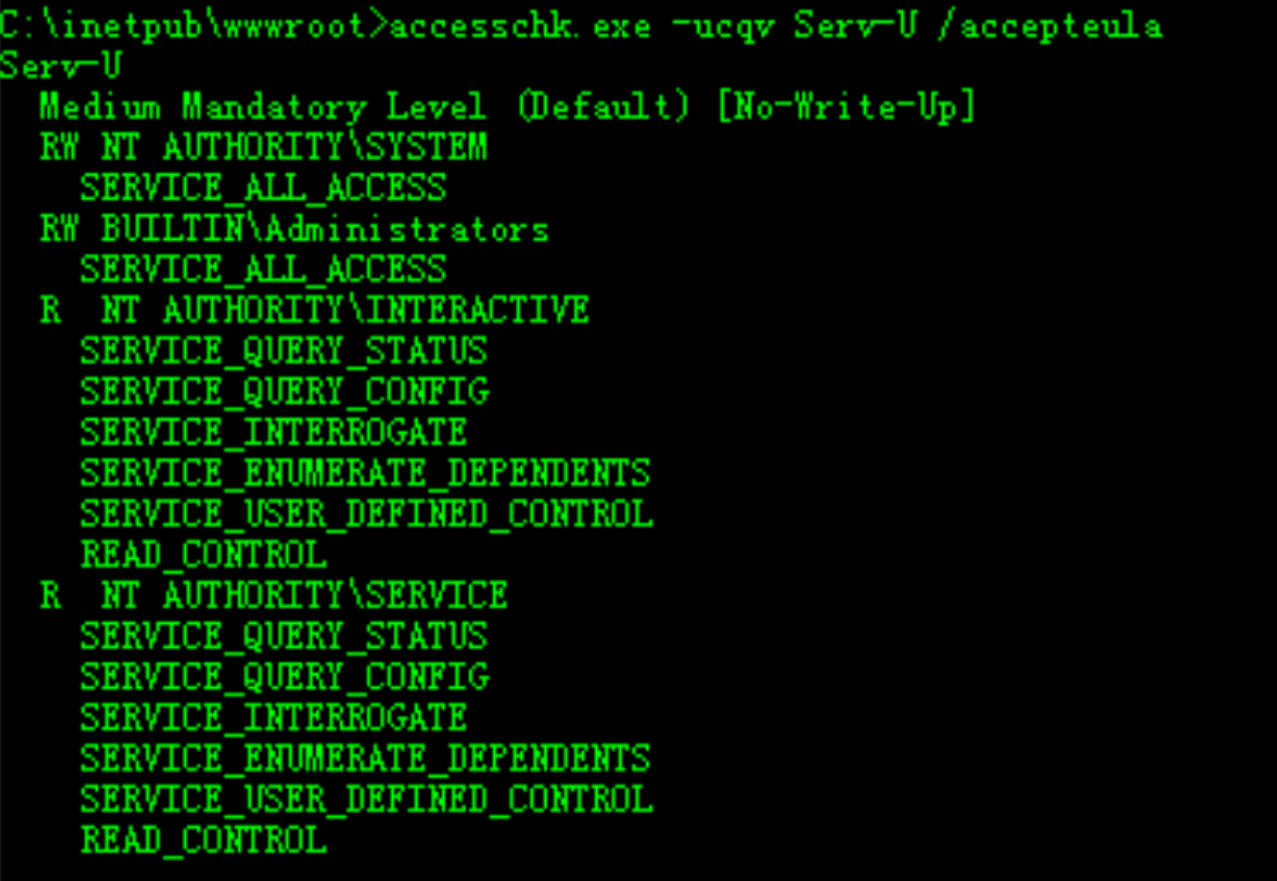 C:\inetpub\wwwroot>accesschk.exe -ucqv Serv-U /accepteula
Serv-U
  Medium Mandatory Level (Default) [No-Write-Up]
  RW NT AUTHORITY\SYSTEM
    SERVICE_ALL_ACCESS
  RW BUILTIN\Administrators
    SERVICE_ALL_ACCESS
  R  NT AUTHORITY\INTERACTIVE
    SERVICE_QUERY_STATUS
    SERVICE_QUERY_CONFIG
    SERVICE_INTERROGATE
    SERVICE_ENUMERATE_DEPENDENTS
    SERVICE_USER_DEFINED_CONTROL
    READ_CONTROL
  R  NT AUTHORITY\SERVICE
    SERVICE_QUERY_STATUS
    SERVICE_QUERY_CONFIG
    SERVICE_INTERROGATE
    SERVICE_ENUMERATE_DEPENDENTS
    SERVICE_USER_DEFINED_CONTROL
    READ_CONTROL